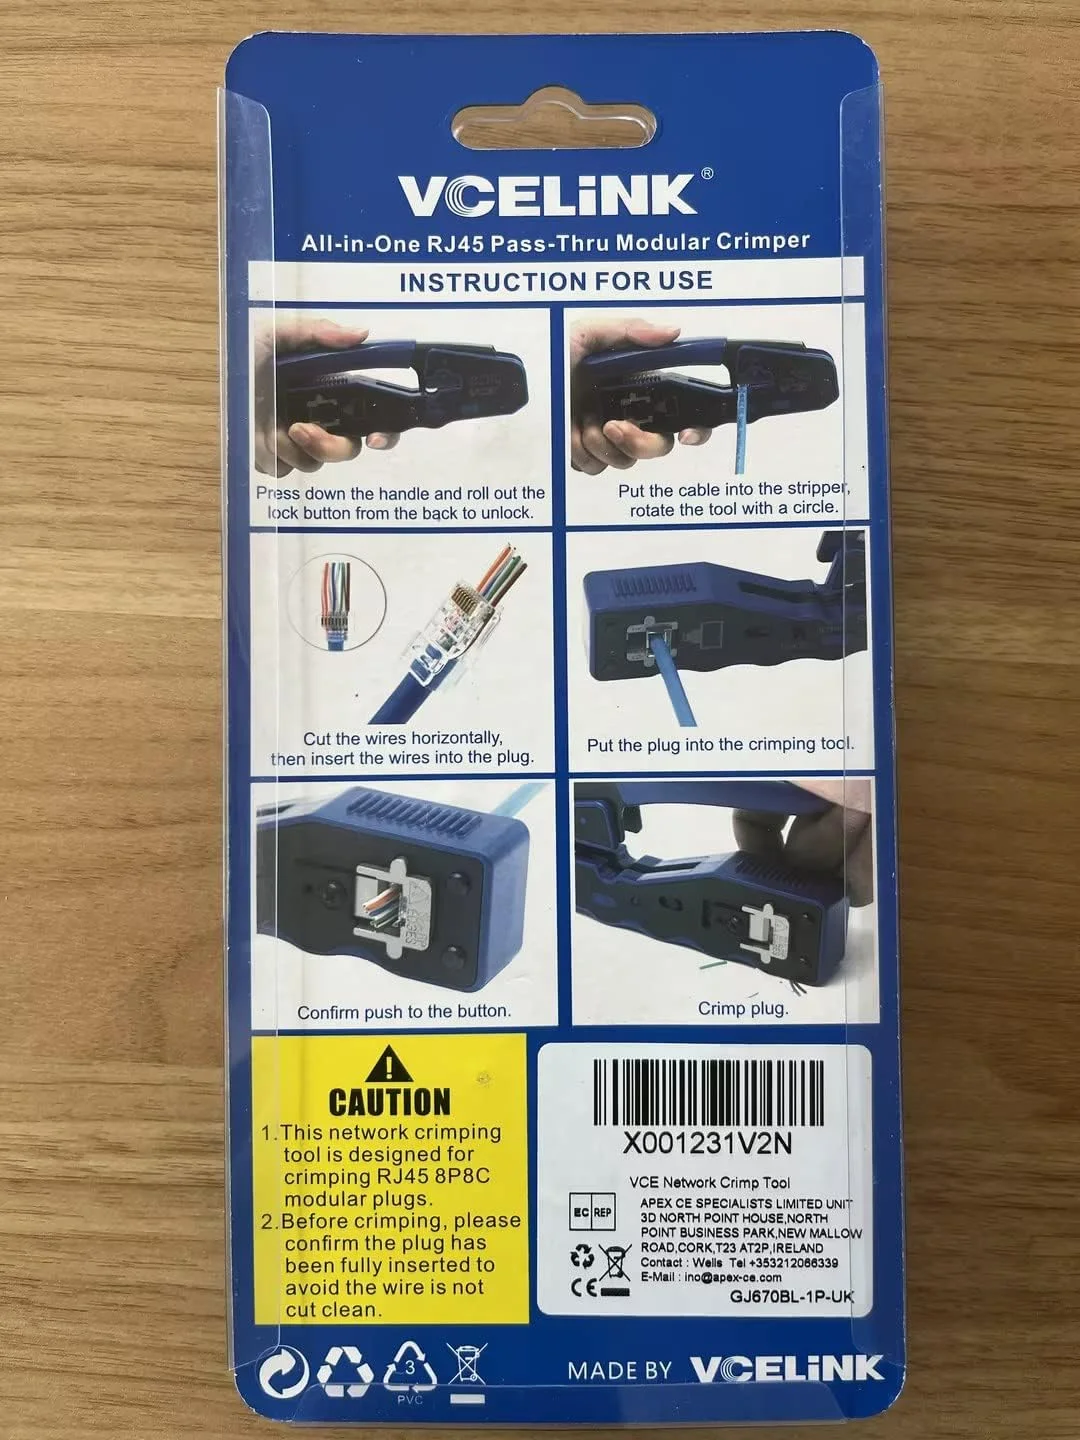 VCELiNK®
All-in-One RJ45 Pass-Thru Modular Crimper
INSTRUCTION FOR USE
Press down the handle and roll out the
lock button from the back to unlock.
Put the cable into the stripper,
rotate the tool with a circle.
Cut the wires horizontally,
then insert the wires into the plug.
Put the plug into the crimping tool.
Confirm push to the button.
Crimp plug.
CAUTION
1.This network crimping
tool is designed for
crimping RJ45 8P8C
modular plugs.
2.Before crimping, please
confirm the plug has
been fully inserted to
avoid the wire is not
cut clean.
X001231V2N
VCE Network Crimp Tool
EC REP
APEX CE SPECIALISTS LIMITED UNIT
3D NORTH POINT HOUSE,NORTH
POINT BUSINESS PARK,NEW MALLOW
ROAD,CORK,T23 AT2P,IRELAND
Contact : Wells Tel +353212066339
E-Mail : ino@apex-ce.com
CE
GJ670BL-1P-UK
3
PVC
MADE BY VCELiNK